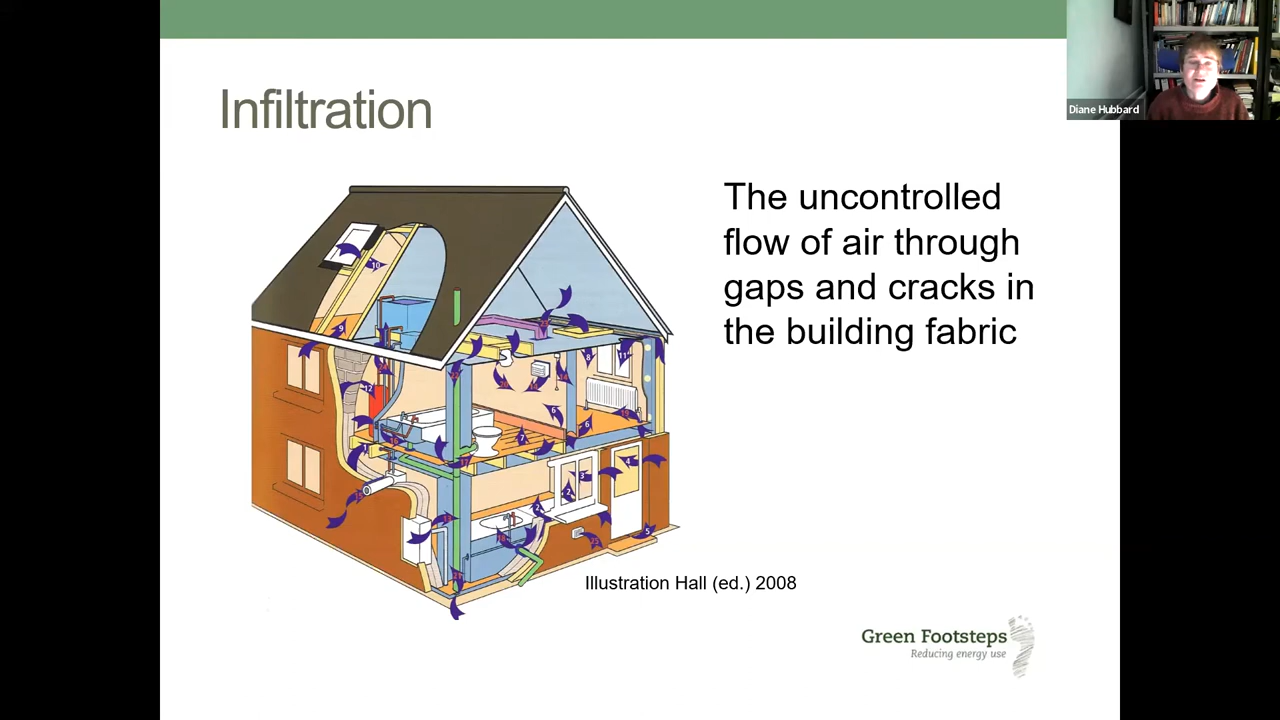 Infiltration
Diane Hubbard
The uncontrolled
flow of air through
gaps and cracks in
the building fabric
Illustration Hall (ed.) 2008
Green Footsteps
Reducing energy use